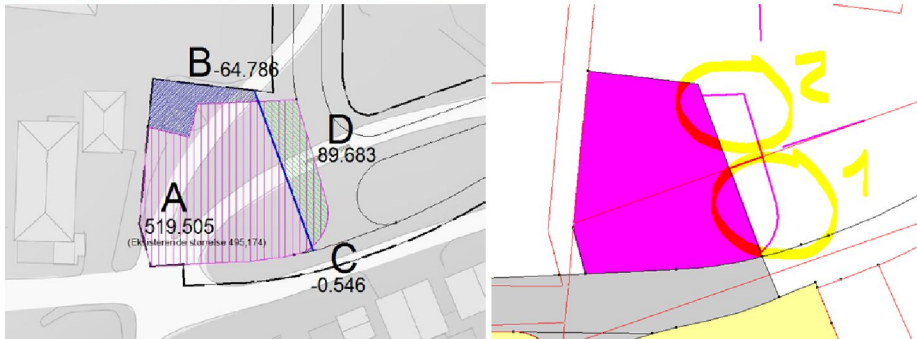 B -64.786
D
89.683
A
519.505
(Eksisterende størrelse 495,174)
C
-0.546
2
1